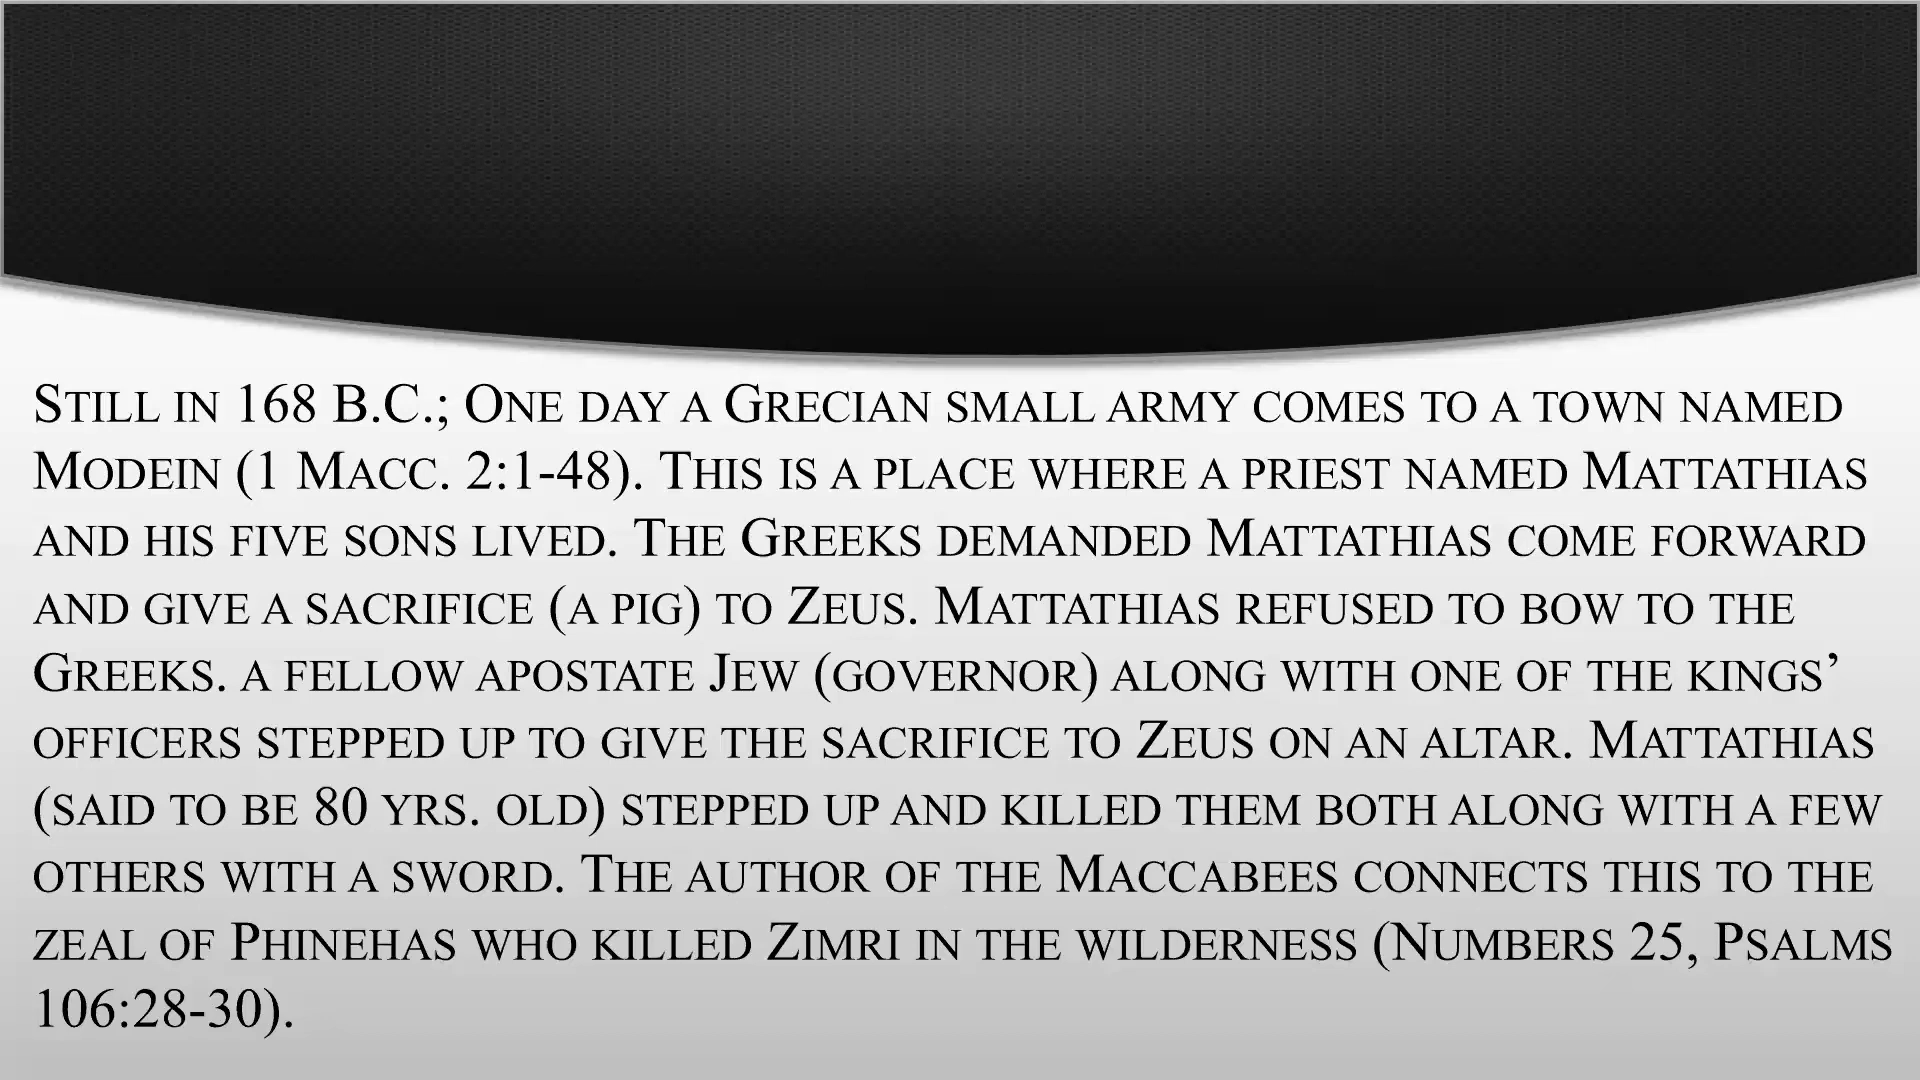 Still in 168 B.C.; One day a Grecian small army comes to a town named
Modein (1 Macc. 2:1-48). This is a place where a priest named Mattathias
and his five sons lived. The Greeks demanded Mattathias come forward
and give a sacrifice (a pig) to Zeus. Mattathias refused to bow to the
Greeks. a fellow apostate Jew (governor) along with one of the kings’
officers stepped up to give the sacrifice to Zeus on an altar. Mattathias
(said to be 80 yrs. old) stepped up and killed them both along with a few
others with a sword. The author of the Maccabees connects this to the
zeal of Phinehas who killed Zimri in the wilderness (Numbers 25, Psalms
106:28-30).